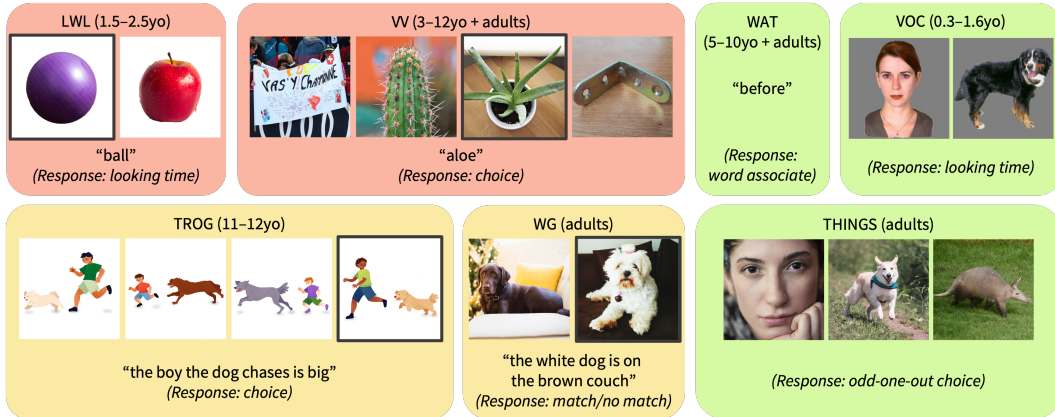 LWL (1.5–2.5yo)
“ball”
(Response: looking time)
VV (3–12yo + adults)
VAS'Y CHARMAINE
“aloe”
(Response: choice)
WAT
(5–10yo + adults)
“before”
(Response:
word associate)
VOC (0.3–1.6yo)
(Response: looking time)
TROG (11–12yo)
“the boy the dog chases is big”
(Response: choice)
WG (adults)
“the white dog is on
the brown couch”
(Response: match/no match)
THINGS (adults)
(Response: odd-one-out choice)